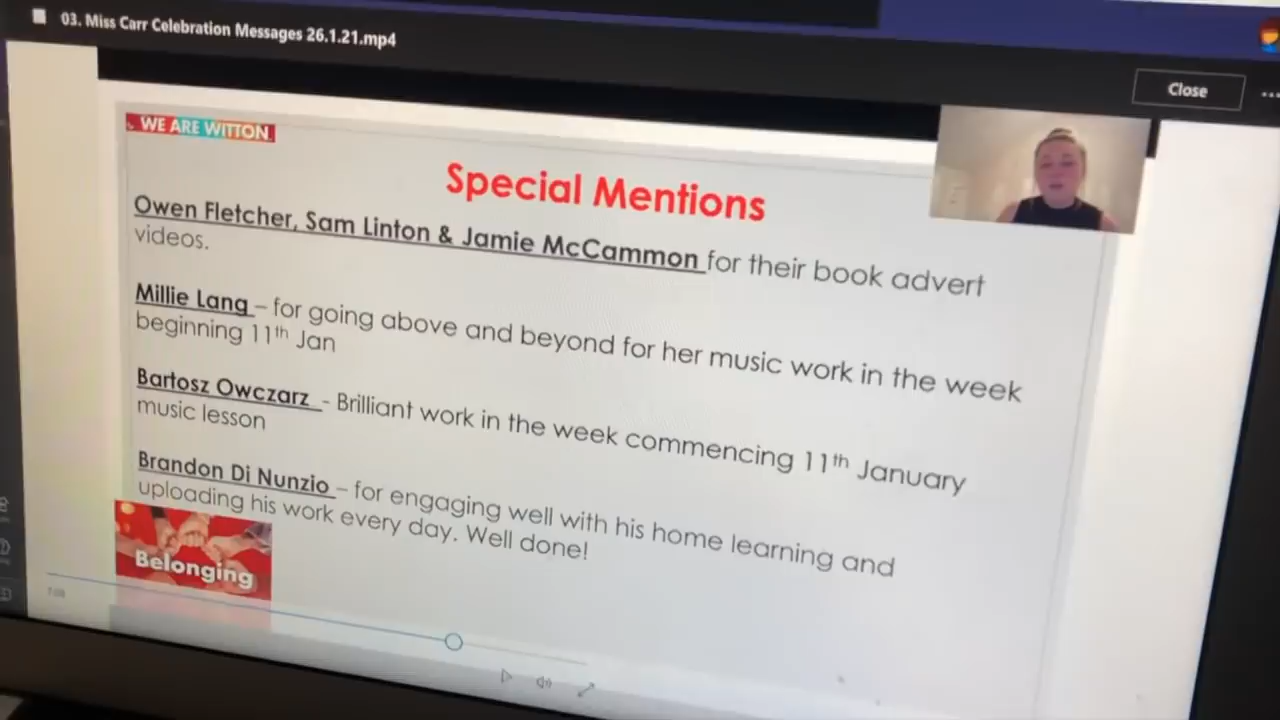 03. Miss Carr Celebration Messages 26.1.21.mp4
Close
WE ARE WITTON.
Special Mentions
Owen Fletcher, Sam Linton & Jamie McCammon for their book advert
videos.
Millie Lang – for going above and beyond for her music work in the week
beginning 11th Jan
Bartosz Owczarz - Brilliant work in the week commencing 11th January
music lesson
Brandon Di Nunzio – for engaging well with his home learning and
uploading his work every day. Well done!
Belonging